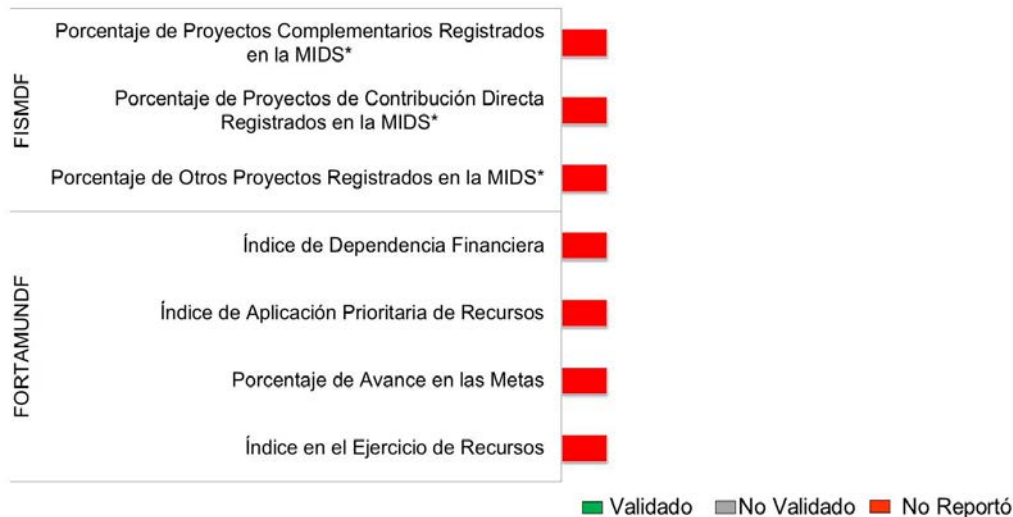 FISMDF
Porcentaje de Proyectos Complementarios Registrados
en la MIDS*
Porcentaje de Proyectos de Contribución Directa
Registrados en la MIDS*
Porcentaje de Otros Proyectos Registrados en la MIDS*
FORTAMUNDF
Índice de Dependencia Financiera
Índice de Aplicación Prioritaria de Recursos
Porcentaje de Avance en las Metas
Índice en el Ejercicio de Recursos
Validado No Validado No Reportó